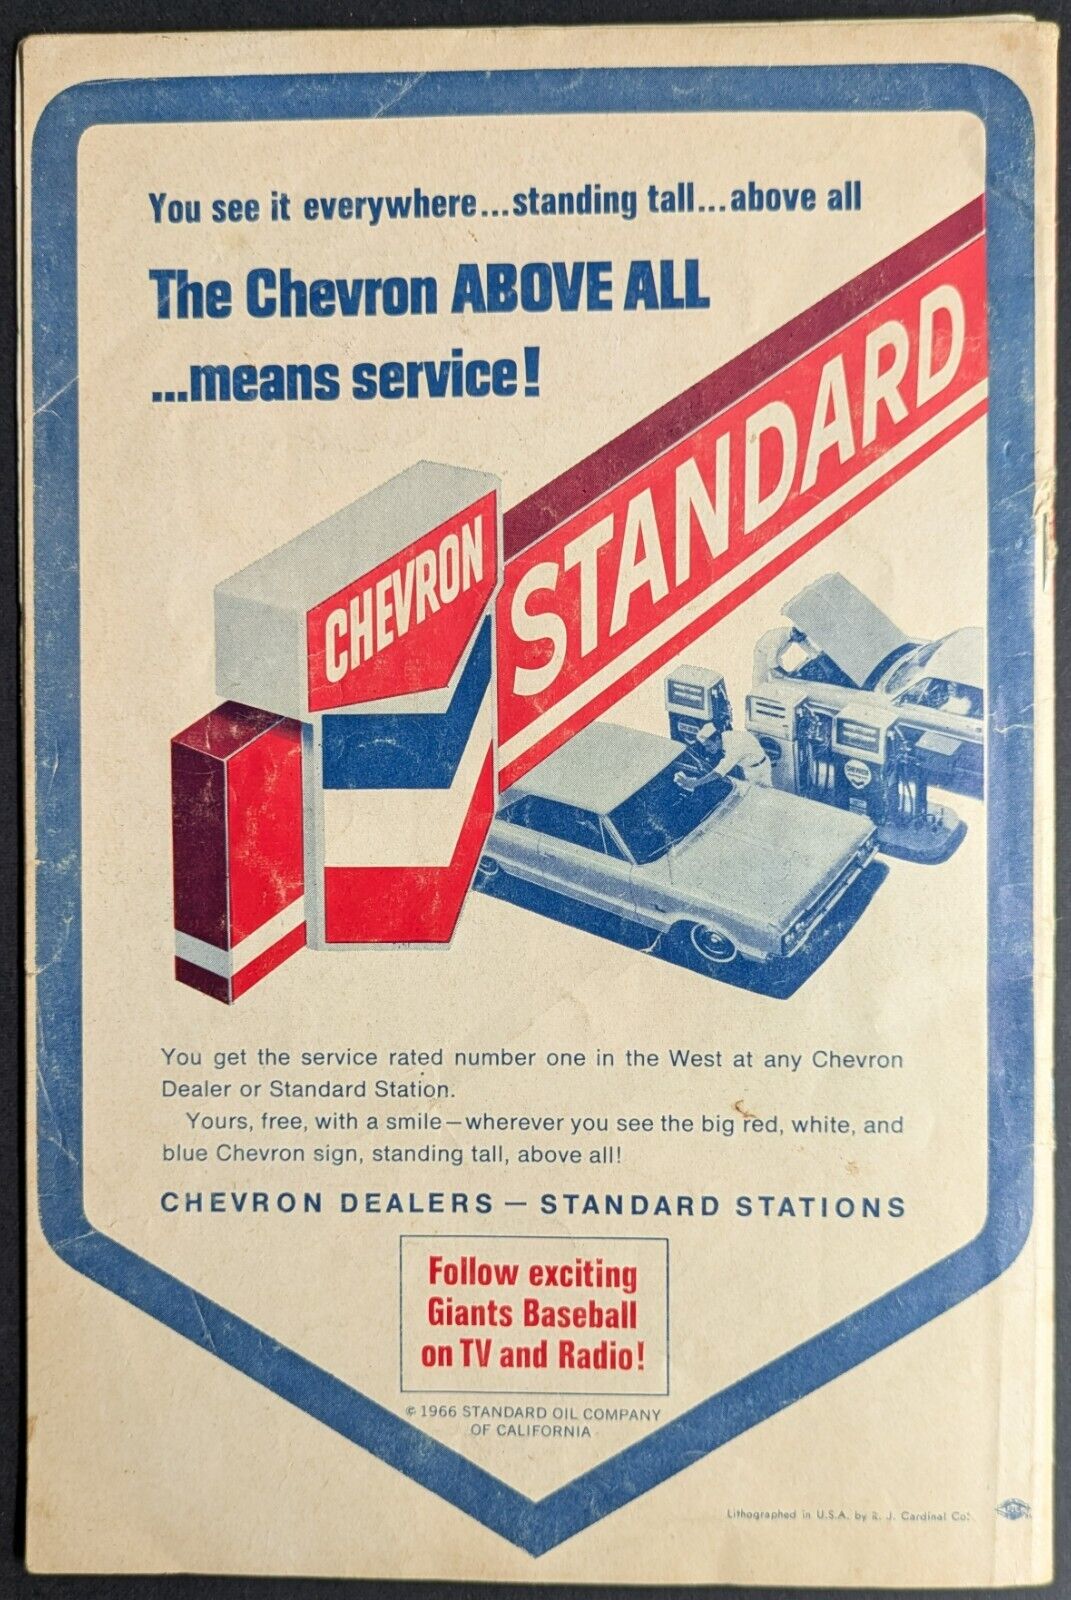 You see it everywhere...standing tall...above all
The Chevron ABOVE ALL
...means service!
CHEVRON
STANDARD
You get the service rated number one in the West at any Chevron
Dealer or Standard Station.
Yours, free, with a smile—wherever you see the big red, white, and
blue Chevron sign, standing tall, above all!
CHEVRON DEALERS — STANDARD STATIONS
Follow exciting
Giants Baseball
on TV and Radio!
© 1966 STANDARD OIL COMPANY
OF CALIFORNIA
Lithographed in U.S.A. by R. J. Cardinal Co.